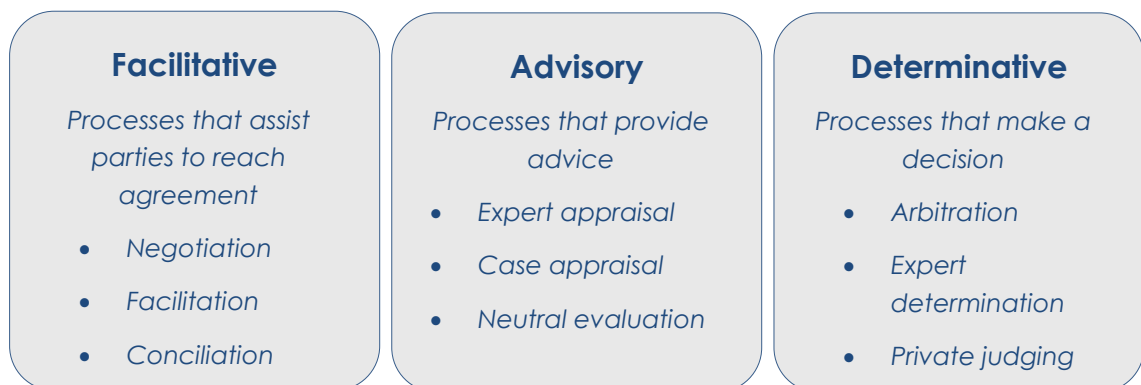 Facilitative
Processes that assist
parties to reach
agreement
• Negotiation
• Facilitation
• Conciliation
Advisory
Processes that provide
advice
• Expert appraisal
• Case appraisal
• Neutral evaluation
Determinative
Processes that make a
decision
• Arbitration
• Expert
determination
• Private judging